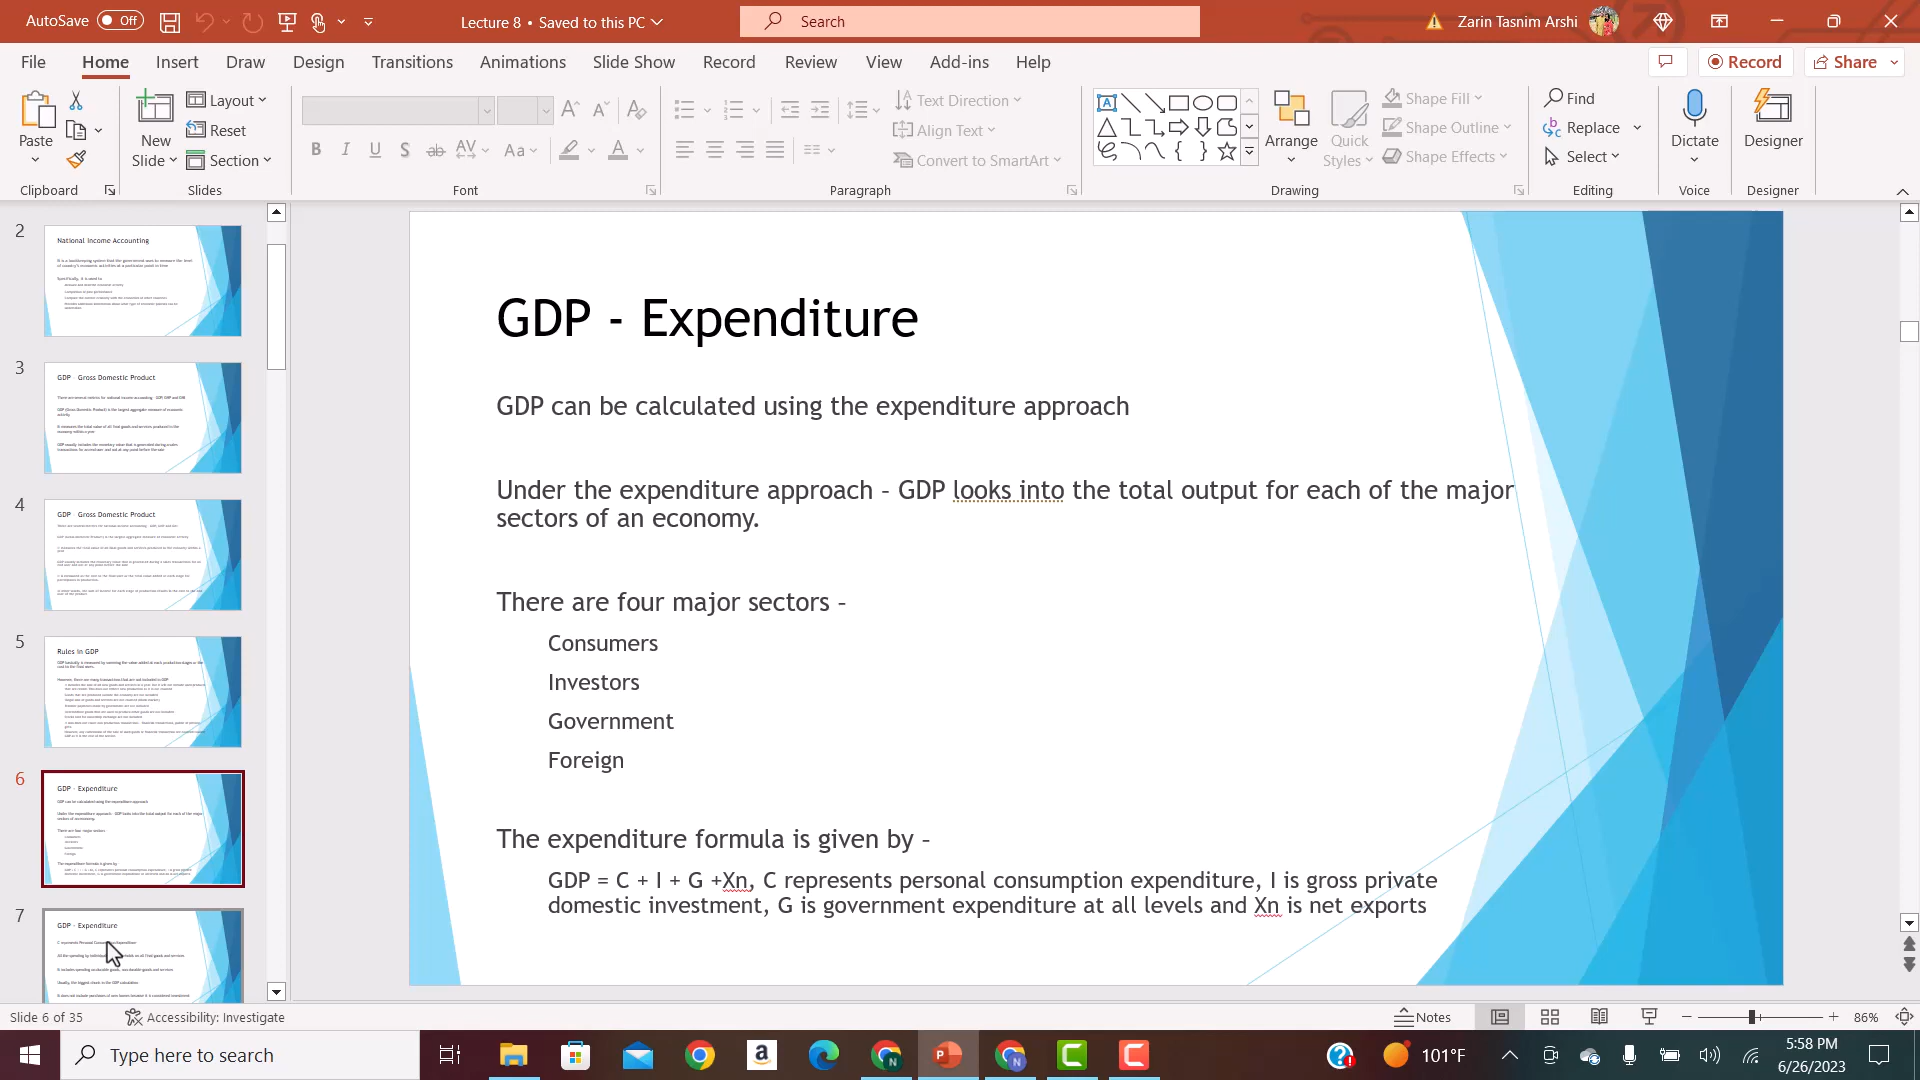 AutoSave Off
Lecture 8 • Saved to this PC
Search
Zarin Tasnim Arshi
File Home Insert Draw Design Transitions Animations Slide Show Record Review View Add-ins Help
Record
Share
Paste
Clipboard
New Slide
Layout
Reset
Section
Slides
Font
Text Direction
Align Text
Convert to SmartArt
Paragraph
Arrange
Quick Styles
Shape Fill
Shape Outline
Shape Effects
Drawing
Find
Replace
Select
Editing
Dictate
Voice
Designer
Designer
2
National Income Accounting
3
GDP - Gross Domestic Product
4
GDP - Gross Domestic Product
5
Rules in GDP
6
GDP - Expenditure
7
GDP - Expenditure
GDP - Expenditure
GDP can be calculated using the expenditure approach
Under the expenditure approach - GDP looks into the total output for each of the major
sectors of an economy.
There are four major sectors -
Consumers
Investors
Government
Foreign
The expenditure formula is given by -
GDP = C + I + G +Xn, C represents personal consumption expenditure, I is gross private
domestic investment, G is government expenditure at all levels and Xn is net exports
Slide 6 of 35
Accessibility: Investigate
Notes
86%
Type here to search
101°F
5:58 PM
6/26/2023